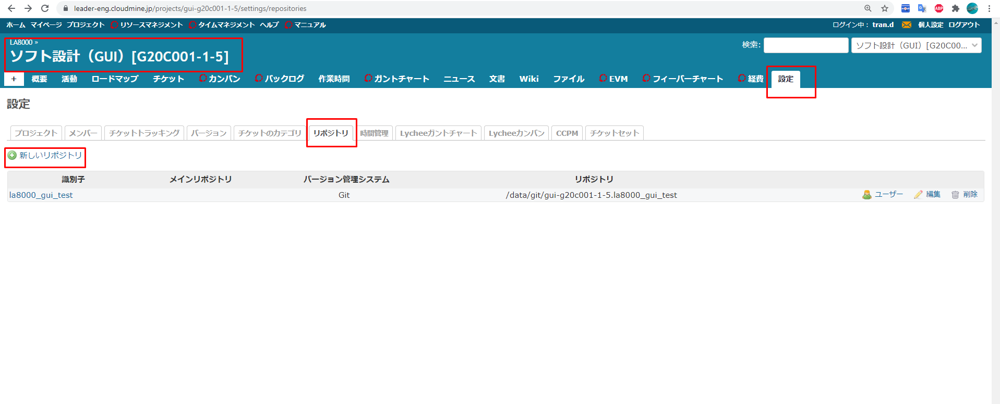 leader-eng.cloudmine.jp/projects/gui-g20c001-1-5/settings/repositories
ABP
ホーム マイページ プロジェクト リソースマネジメント タイムマネジメント ヘルプ マニュアル
ログイン中： tran.d 個人設定 ログアウト
LA8000 »
ソフト設計（GUI）[G20C001-1-5]
検索: ソフト設計（GUI）[G20C00...
+ 概要 活動 ロードマップ チケット カンバン バックログ 作業時間 ガントチャート ニュース 文書 Wiki ファイル EVM フィーバーチャート 経費 設定
設定
プロジェクト メンバー チケットトラッキング バージョン チケットのカテゴリ リポジトリ 時間管理 Lycheeガントチャート Lycheeカンバン CCPM チケットセット
新しいリポジトリ
識別子 メインリポジトリ バージョン管理システム リポジトリ
la8000_gui_test Git /data/git/gui-g20c001-1-5.la8000_gui_test ユーザー 編集 削除